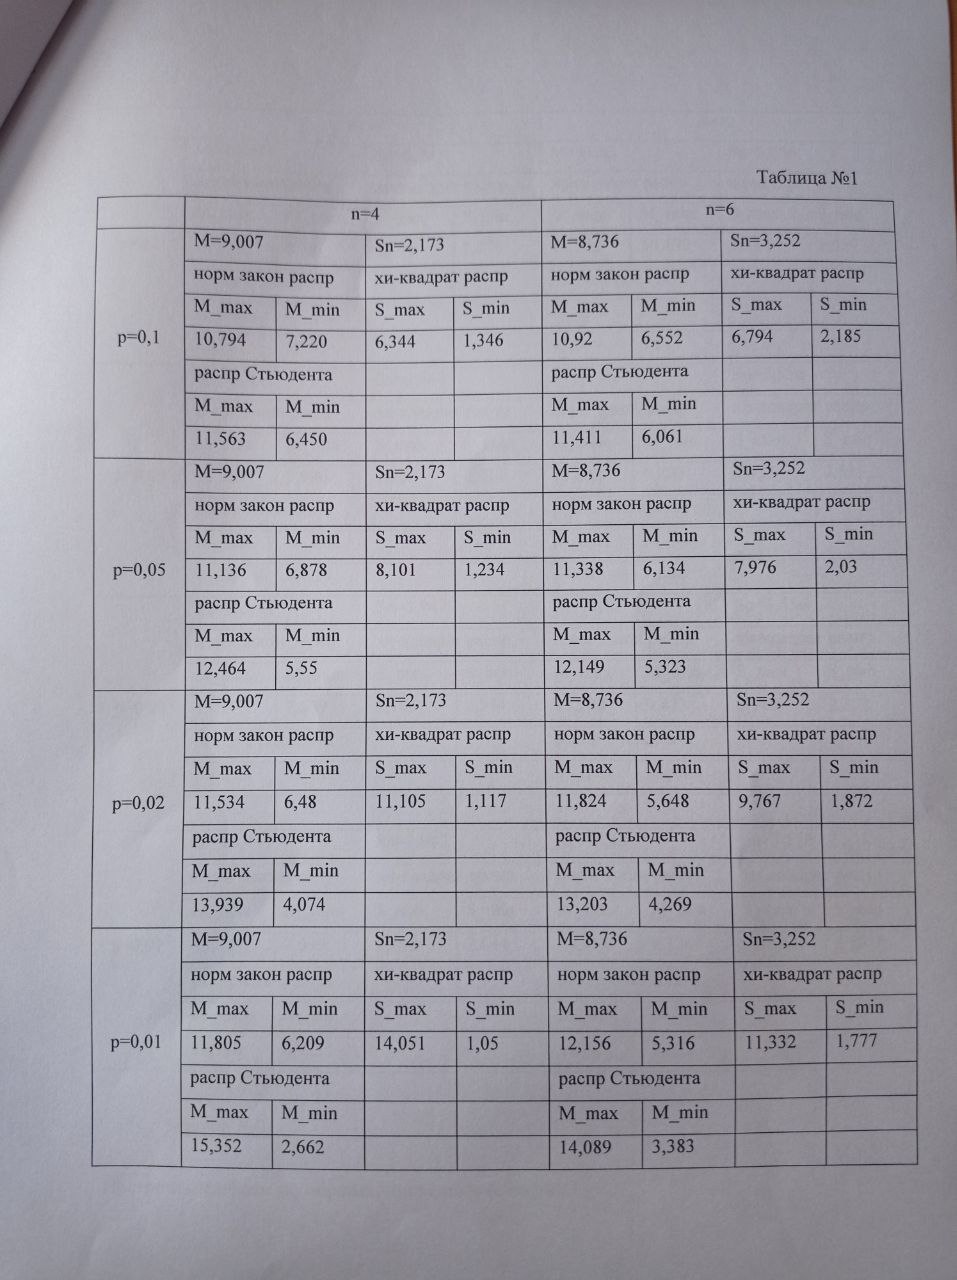 Таблица №1
n=4 n=6
M=9,007 Sn=2,173 M=8,736 Sn=3,252
норм закон распр хи-квадрат распр норм закон распр хи-квадрат распр
M_max M_min S_max S_min M_max M_min S_max S_min
p=0,1 10,794 7,220 6,344 1,346 10,92 6,552 6,794 2,185
распр Стьюдента распр Стьюдента
M_max M_min M_max M_min
11,563 6,450 11,411 6,061
M=9,007 Sn=2,173 M=8,736 Sn=3,252
норм закон распр хи-квадрат распр норм закон распр хи-квадрат распр
M_max M_min S_max S_min M_max M_min S_max S_min
p=0,05 11,136 6,878 8,101 1,234 11,338 6,134 7,976 2,03
распр Стьюдента распр Стьюдента
M_max M_min M_max M_min
12,464 5,55 12,149 5,323
M=9,007 Sn=2,173 M=8,736 Sn=3,252
норм закон распр хи-квадрат распр норм закон распр хи-квадрат распр
M_max M_min S_max S_min M_max M_min S_max S_min
p=0,02 11,534 6,48 11,105 1,117 11,824 5,648 9,767 1,872
распр Стьюдента распр Стьюдента
M_max M_min M_max M_min
13,939 4,074 13,203 4,269
M=9,007 Sn=2,173 M=8,736 Sn=3,252
норм закон распр хи-квадрат распр норм закон распр хи-квадрат распр
M_max M_min S_max S_min M_max M_min S_max S_min
p=0,01 11,805 6,209 14,051 1,05 12,156 5,316 11,332 1,777
распр Стьюдента распр Стьюдента
M_max M_min M_max M_min
15,352 2,662 14,089 3,383